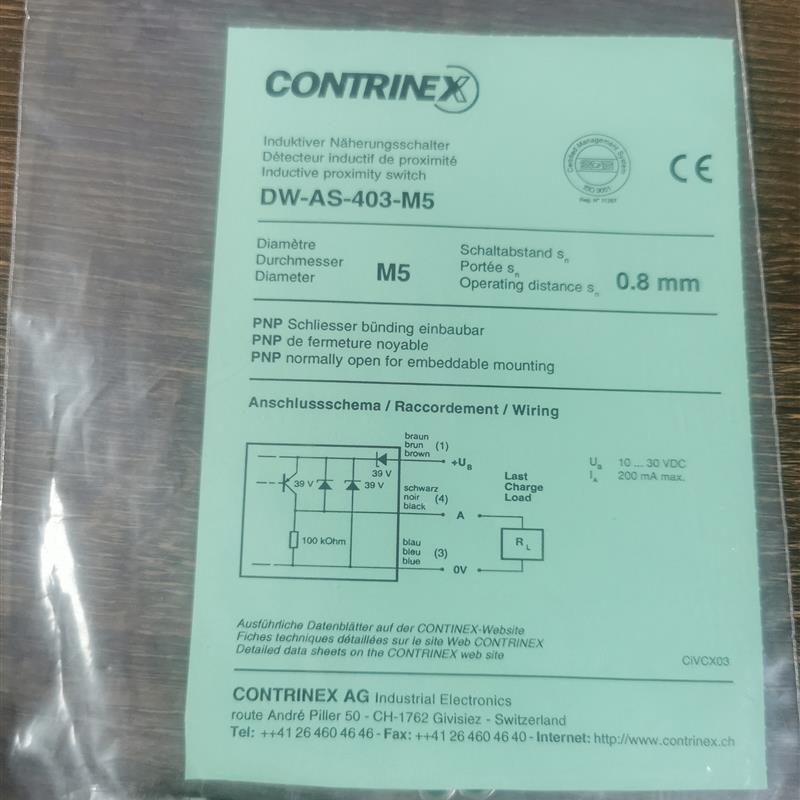 CONTRINEX
Induktiver Näherungsschalter
Détecteur inductif de proximité
Inductive proximity switch
DW-AS-403-M5
Certified Management System
ISO 9001
CE
Diamètre
Durchmesser
Diameter
M5
Schaltabstand sn
Portée sn
Operating distance sn
0.8 mm
PNP Schliesser bünding einbaubar
PNP de fermeture noyable
PNP normally open for embeddable mounting
Anschlussschema / Raccordement / Wiring
braun
brun (1)
brown
+UB
39 V
39 V
39 V
schwarz
noir (4)
black
A
Last
Charge
Load
RL
100 kOhm
blau
bleu (3)
blue
0V
UB 10 ... 30 VDC
IA 200 mA max.
Ausführliche Datenblätter auf der CONTINEX-Website
Fiches techniques détaillées sur le site Web CONTRINEX
Detailed data sheets on the CONTRINEX web site
CiVCX03
CONTRINEX AG Industrial Electronics
route André Piller 50 - CH-1762 Givisiez - Switzerland
Tel: ++41 26 460 46 46 - Fax: ++41 26 460 46 40 - Internet: http://www.contrinex.ch